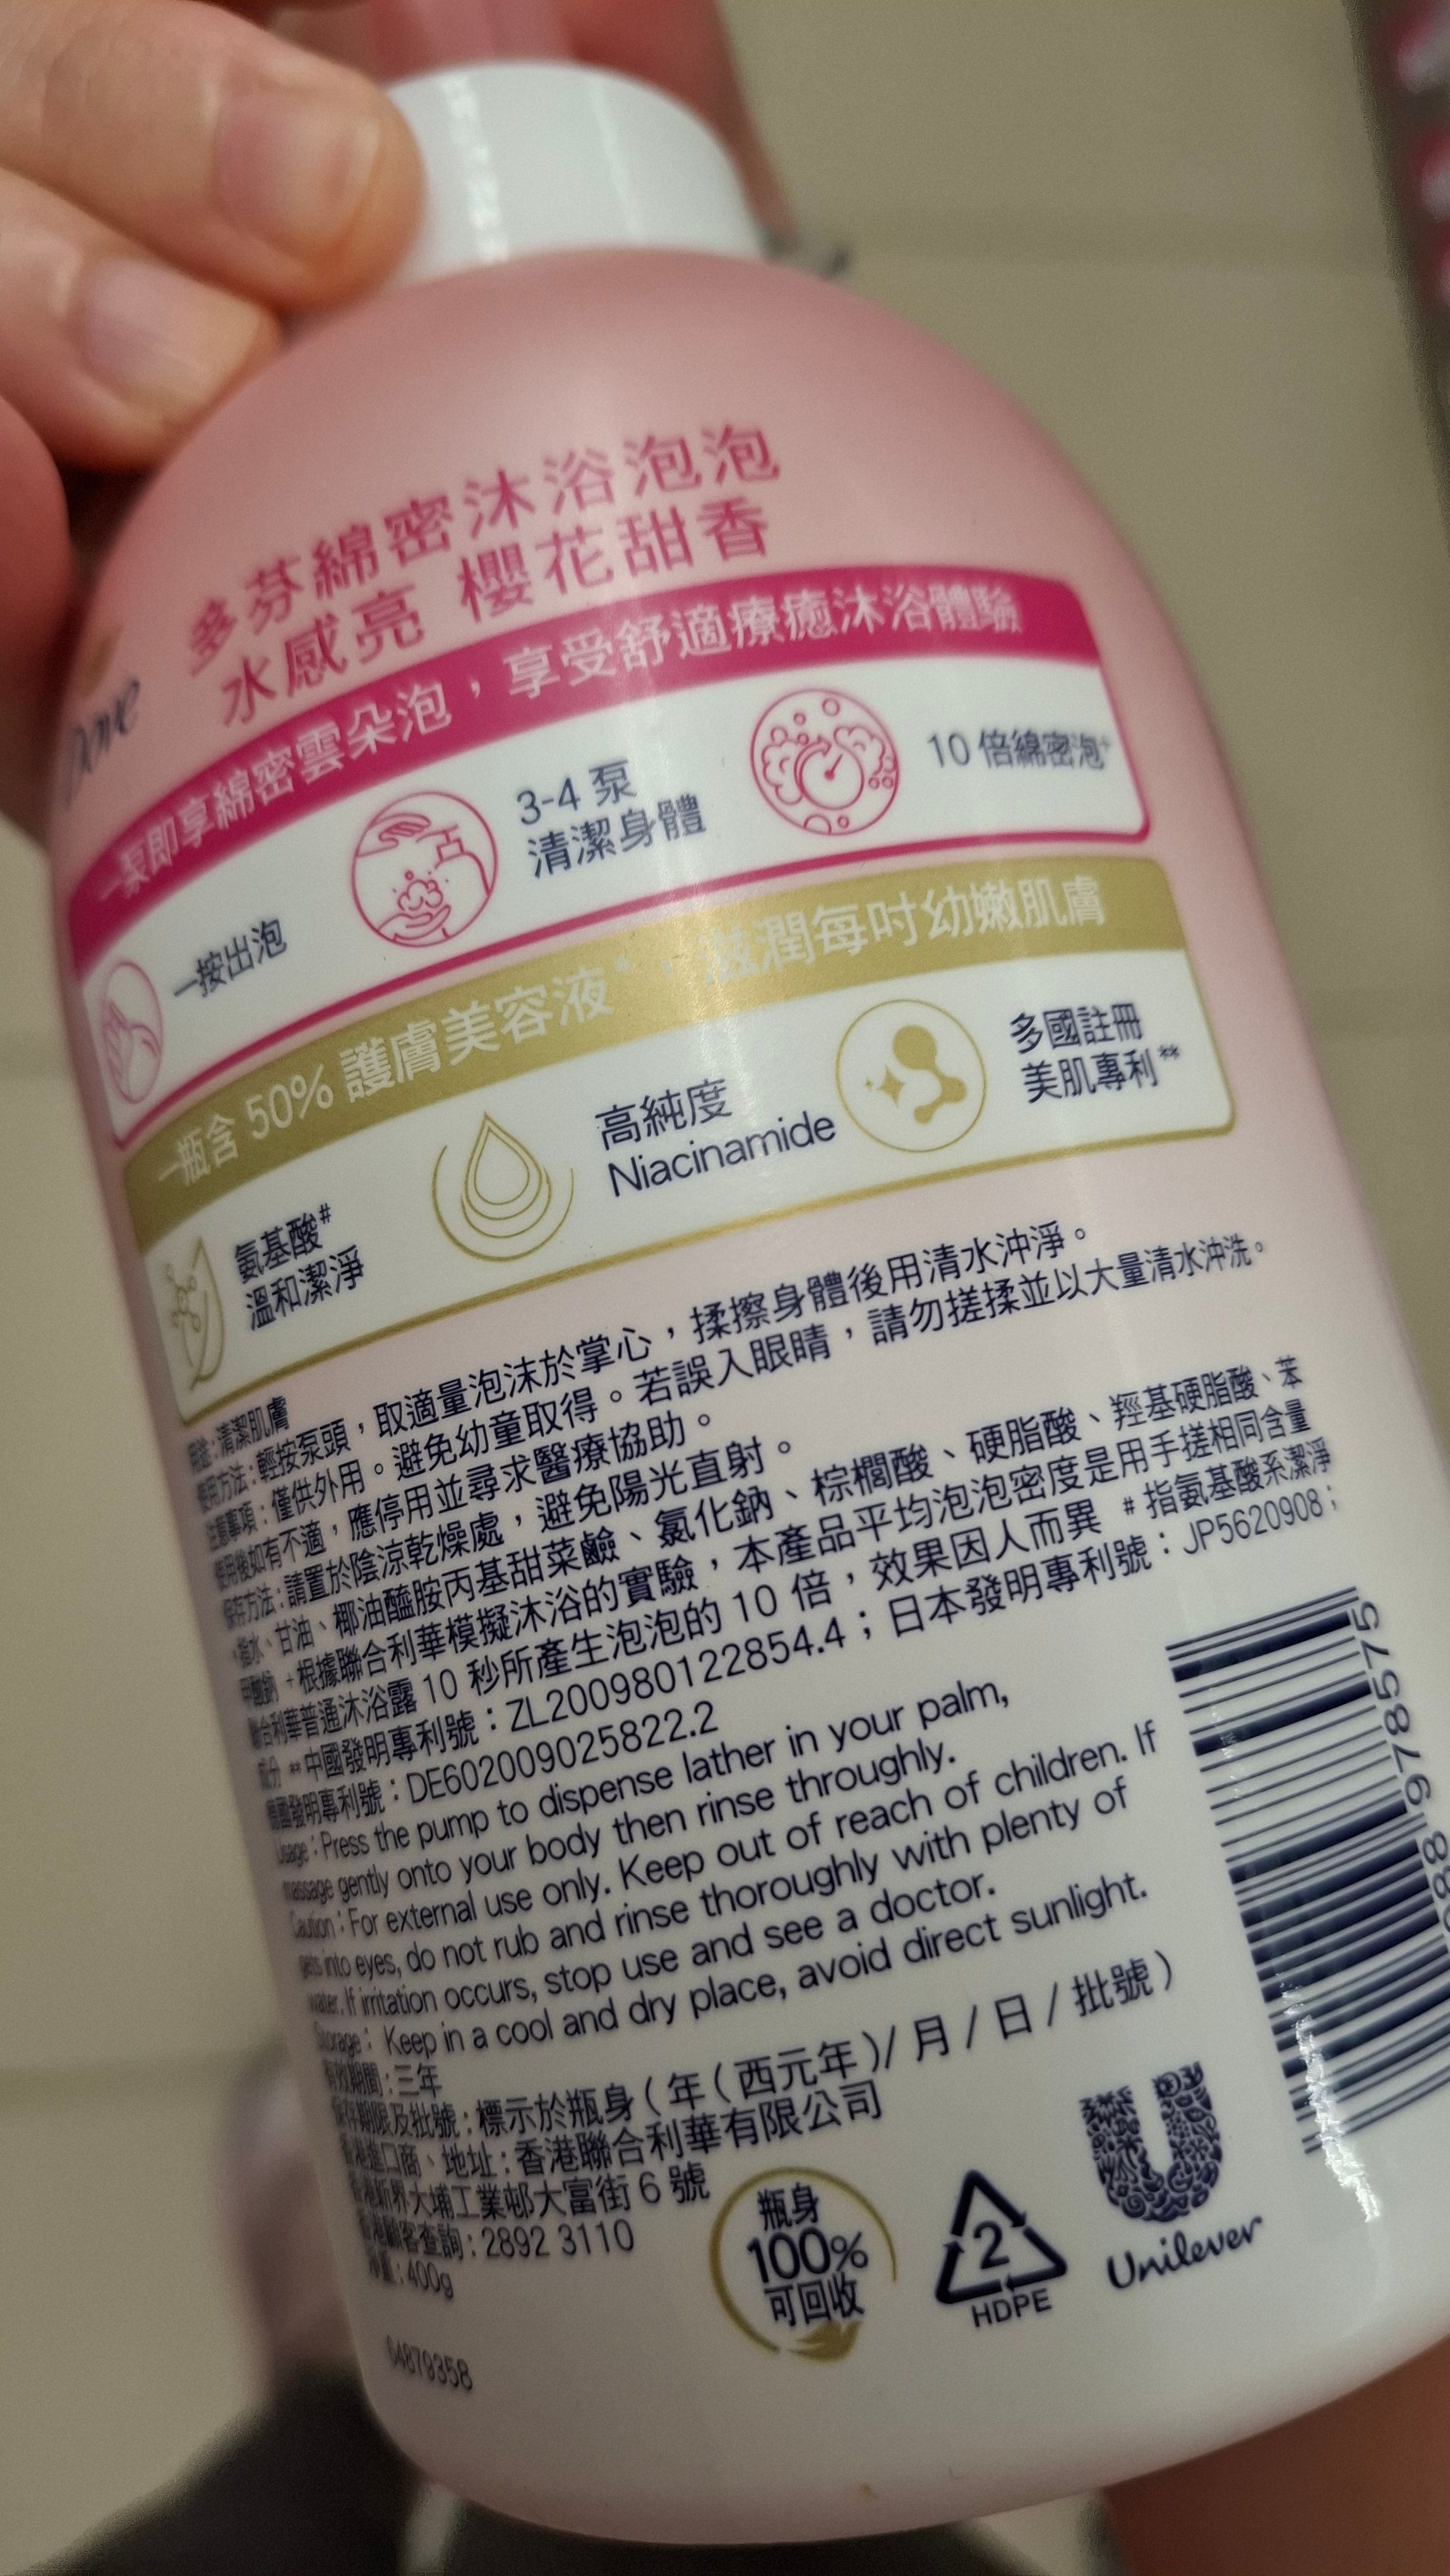 Dove
多芬綿密沐浴泡泡
水感亮 櫻花甜香
一泵即享綿密雲朵泡，享受舒適療癒沐浴體驗
一按出泡
3-4 泵
清潔身體
10 倍綿密泡+
一瓶含 50% 護膚美容液*，滋潤每吋幼嫩肌膚
氨基酸#
溫和潔淨
高純度
Niacinamide
多國註冊
美肌專利**
用途：清潔肌膚
使用方法：輕按泵頭，取適量泡沫於掌心，揉擦身體後用清水沖淨。
注意事項：僅供外用。避免幼童取得。若誤入眼睛，請勿搓揉並以大量清水沖洗。
使用後如有不適，應停用並尋求醫療協助。
保存方法：請置於陰涼乾燥處，避免陽光直射。
*指水、甘油、椰油醯胺丙基甜菜鹼、氯化鈉、棕櫚酸、硬脂酸、羥基硬脂酸、苯
甲酸鈉 +根據聯合利華模擬沐浴的實驗，本產品平均泡泡密度是用手搓相同含量
聯合利華普通沐浴露 10 秒所產生泡泡的 10 倍，效果因人而異 #指氨基酸系潔淨
成分 **中國發明專利號：ZL200980122854.4；日本發明專利號：JP5620908；
德國發明專利號：DE602009025822.2
Usage：Press the pump to dispense lather in your palm,
massage gently onto your body then rinse throughly.
Caution：For external use only. Keep out of reach of children. If
gets into eyes, do not rub and rinse thoroughly with plenty of
water. If irritation occurs, stop use and see a doctor.
Storage：Keep in a cool and dry place, avoid direct sunlight.
有效期間：三年
保存期限及批號：標示於瓶身（年（西元年）/ 月 / 日 / 批號）
香港進口商、地址：香港聯合利華有限公司
香港新界大埔工業邨大富街 6 號
香港顧客查詢：2892 3110
淨重：400g
64879358
瓶身
100%
可回收
2
HDPE
Unilever
978575